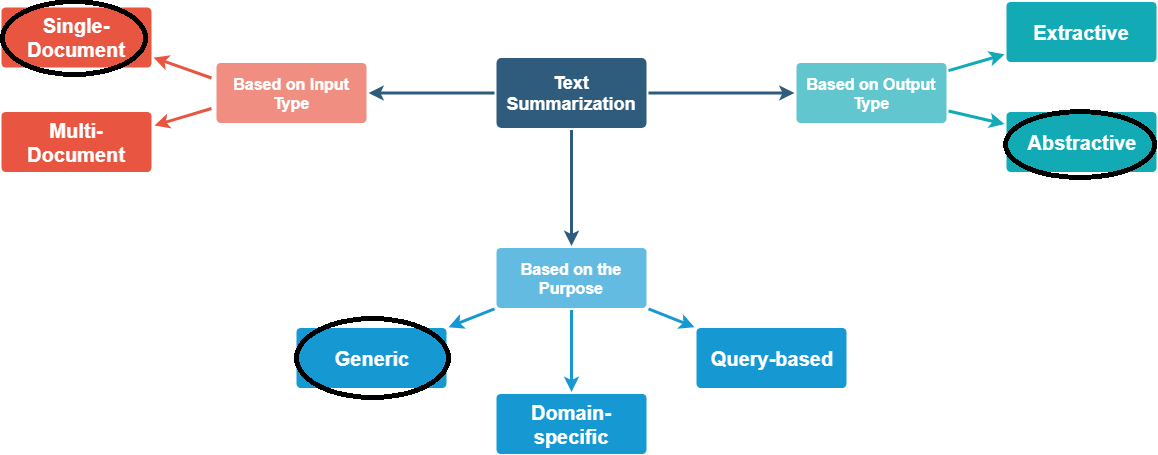 Single-
Document
Based on Input
Type
Multi-
Document
Text
Summarization
Based on Output
Type
Extractive
Abstractive
Based on the
Purpose
Generic
Domain-
specific
Query-based